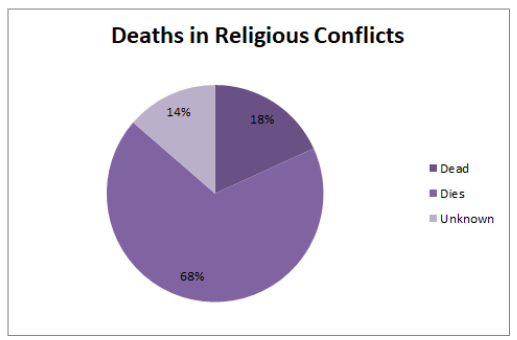 Deaths in Religious Conflicts
14%
18%
Dead
Dies
Unknown
68%